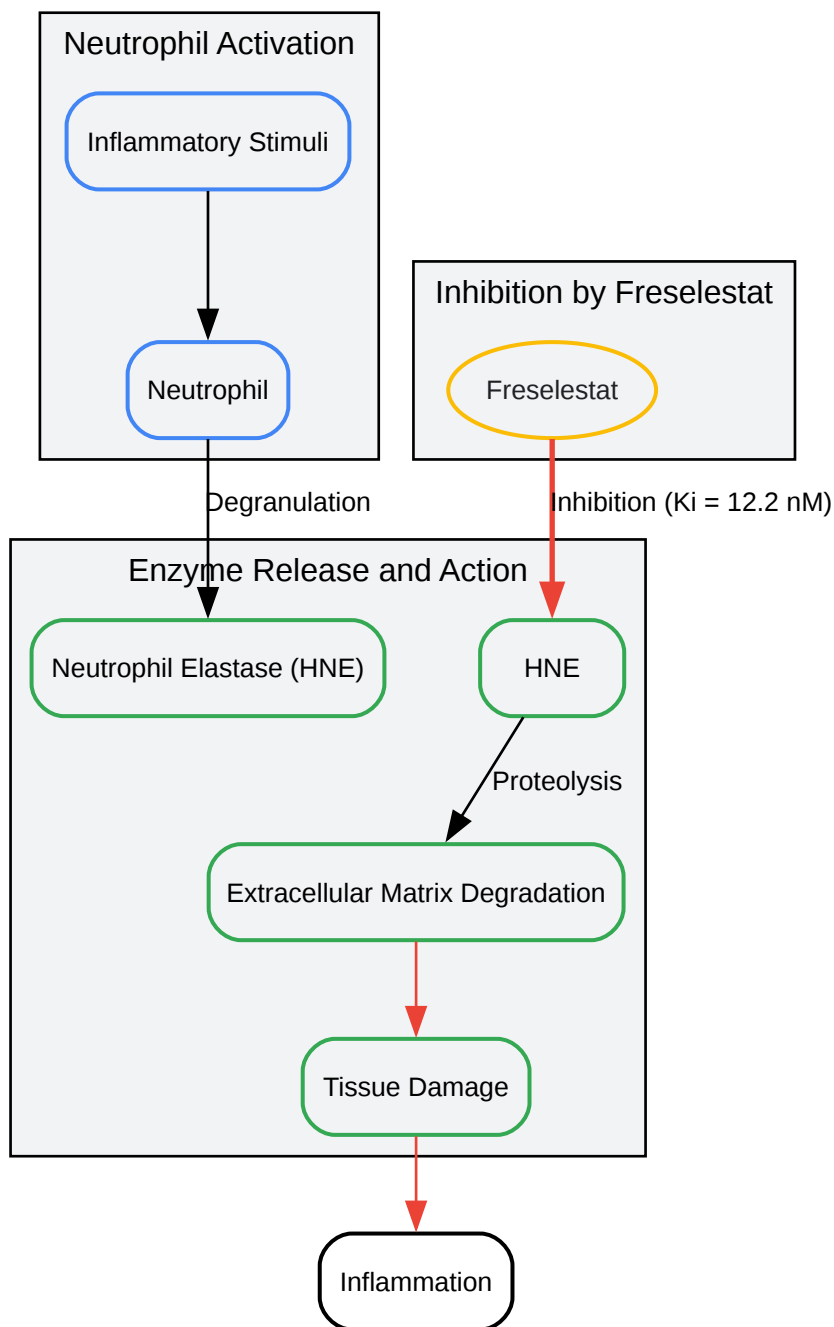 Neutrophil Activation
Inflammatory Stimuli
Inhibition by Freselestat
Neutrophil
Freselestat
Degranulation
Inhibition (Ki = 12.2 nM)
Enzyme Release and Action
Neutrophil Elastase (HNE)
HNE
Proteolysis
Extracellular Matrix Degradation
Tissue Damage
Inflammation